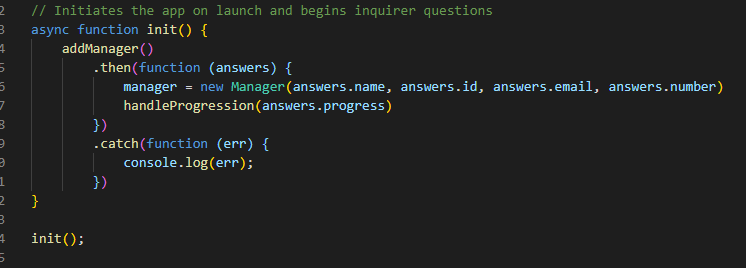 2 // Initiates the app on launch and begins inquirer questions
3 async function init() {
4 addManager()
5 .then(function (answers) {
6 manager = new Manager(answers.name, answers.id, answers.email, answers.number)
7 handleProgression(answers.progress)
8 })
9 .catch(function (err) {
0 console.log(err);
1 })
2 }
3
4 init();
5